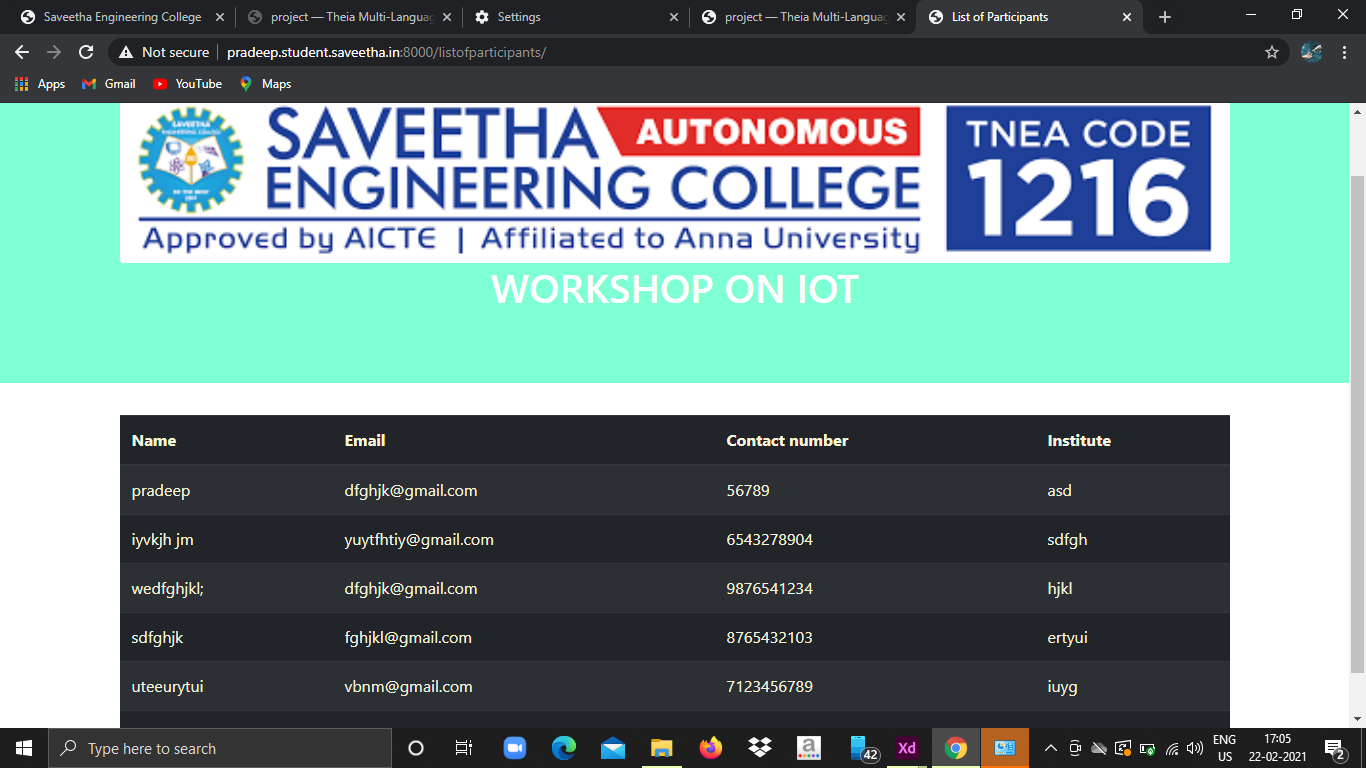 Saveetha Engineering College
project — Theia Multi-Languag
Settings
project — Theia Multi-Languag
List of Participants
Not secure
pradeep.student.saveetha.in:8000/listofparticipants/
Apps
Gmail
YouTube
Maps
SAVEETHA
ENGINEERING COLLEGE
SAVEETHA AUTONOMOUS
ENGINEERING COLLEGE
Approved by AICTE | Affiliated to Anna University
TNEA CODE
1216
WORKSHOP ON IOT
Name Email Contact number Institute
pradeep dfghjk@gmail.com 56789 asd
iyvkjh jm yuytfhtiy@gmail.com 6543278904 sdfgh
wedfghjkl; dfghjk@gmail.com 9876541234 hjkl
sdfghjk fghjkl@gmail.com 8765432103 ertyui
uteeurytui vbnm@gmail.com 7123456789 iuyg
Type here to search
a
42
Xd
ENG
US
17:05
22-02-2021
2